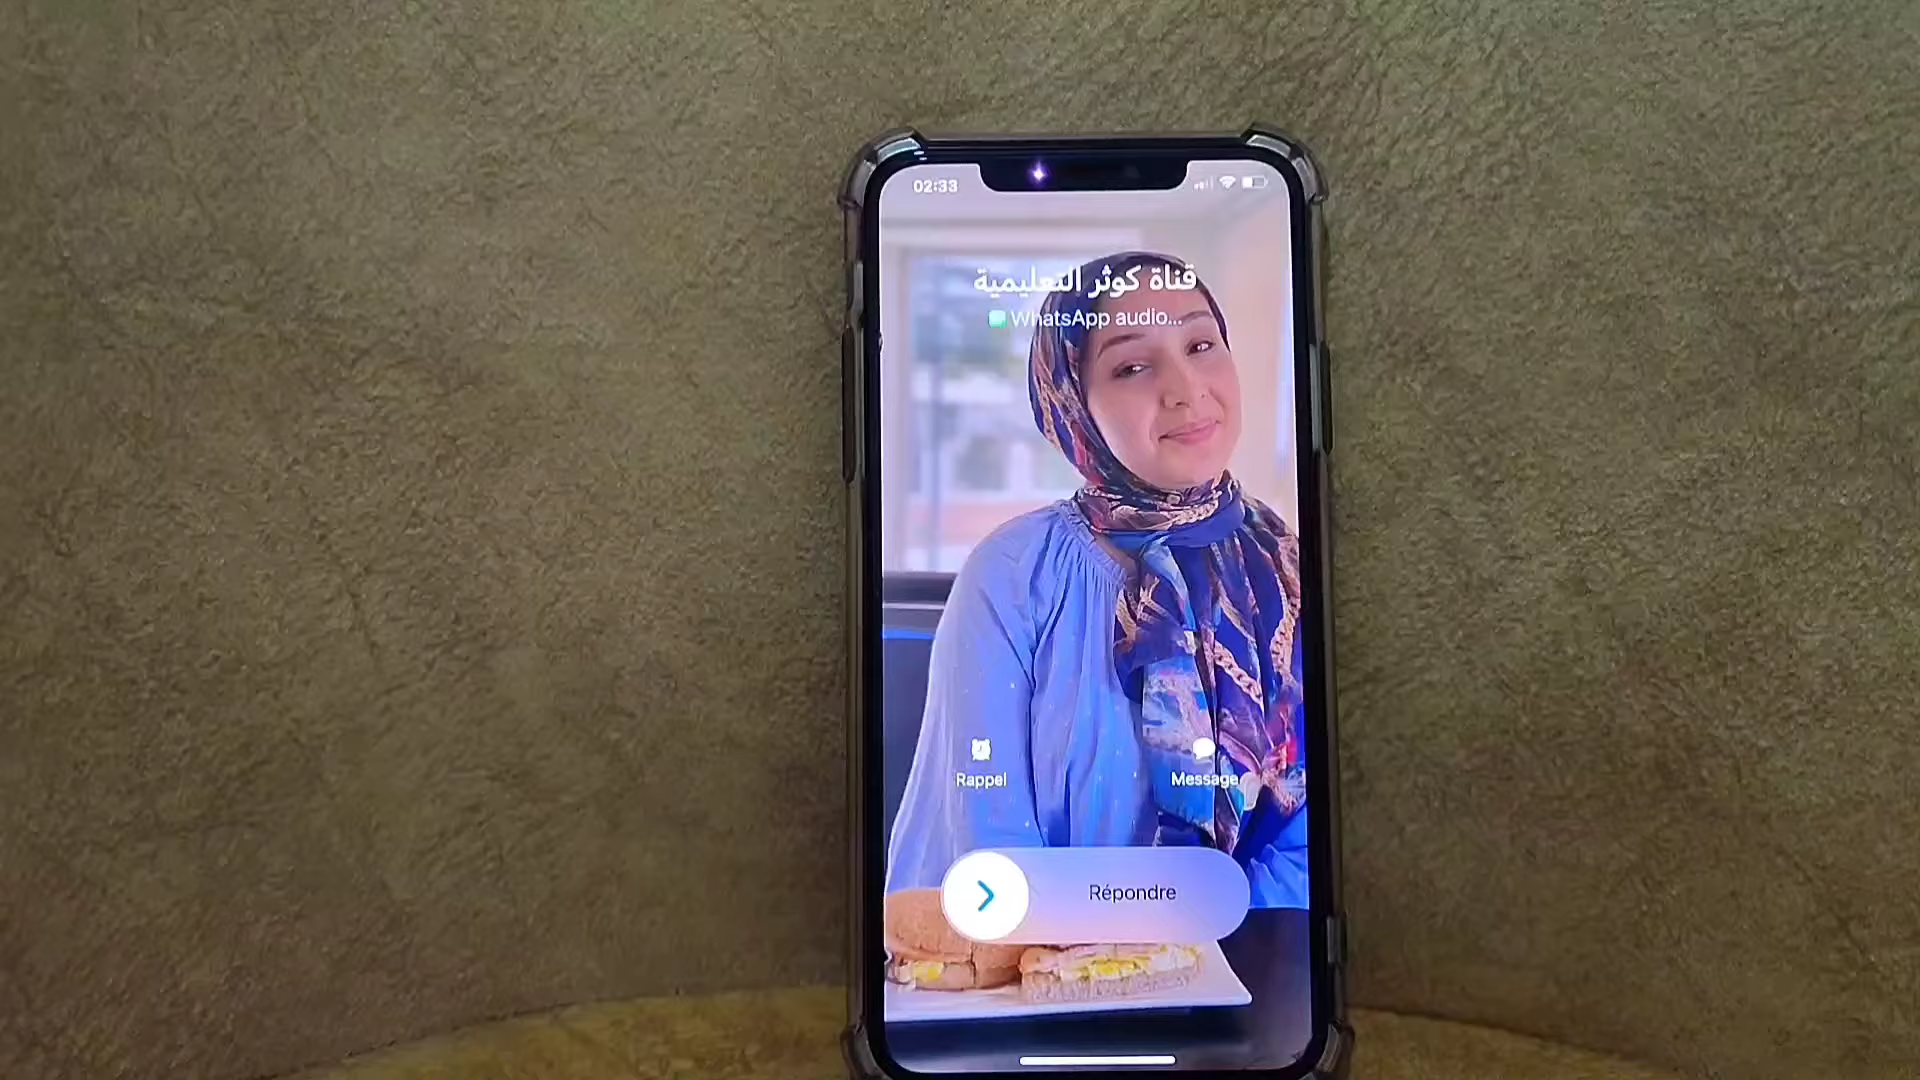 02:33
قناة كوثر التعليمية
WhatsApp audio...
Rappel
Message
Répondre